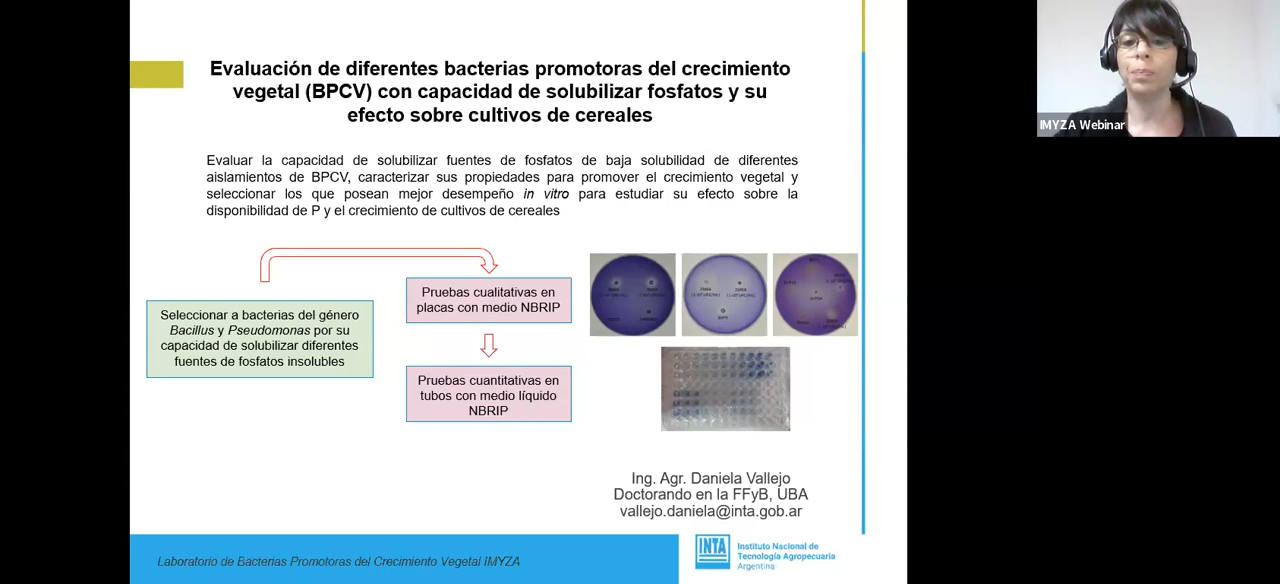 Evaluación de diferentes bacterias promotoras del crecimiento
vegetal (BPCV) con capacidad de solubilizar fosfatos y su
efecto sobre cultivos de cereales
Evaluar la capacidad de solubilizar fuentes de fosfatos de baja solubilidad de diferentes
aislamientos de BPCV, caracterizar sus propiedades para promover el crecimiento vegetal y
seleccionar los que posean mejor desempeño in vitro para estudiar su efecto sobre la
disponibilidad de P y el crecimiento de cultivos de cereales
Seleccionar a bacterias del género
Bacillus y Pseudomonas por su
capacidad de solubilizar diferentes
fuentes de fosfatos insolubles
Pruebas cualitativas en
placas con medio NBRIP
Pruebas cuantitativas en
tubos con medio líquido
NBRIP
Ing. Agr. Daniela Vallejo
Doctorando en la FFyB, UBA
vallejo.daniela@inta.gob.ar
Laboratorio de Bacterias Promotoras del Crecimiento Vegetal IMYZA
INTA
Instituto Nacional de
Tecnología Agropecuaria
Argentina
IMYZA Webinar